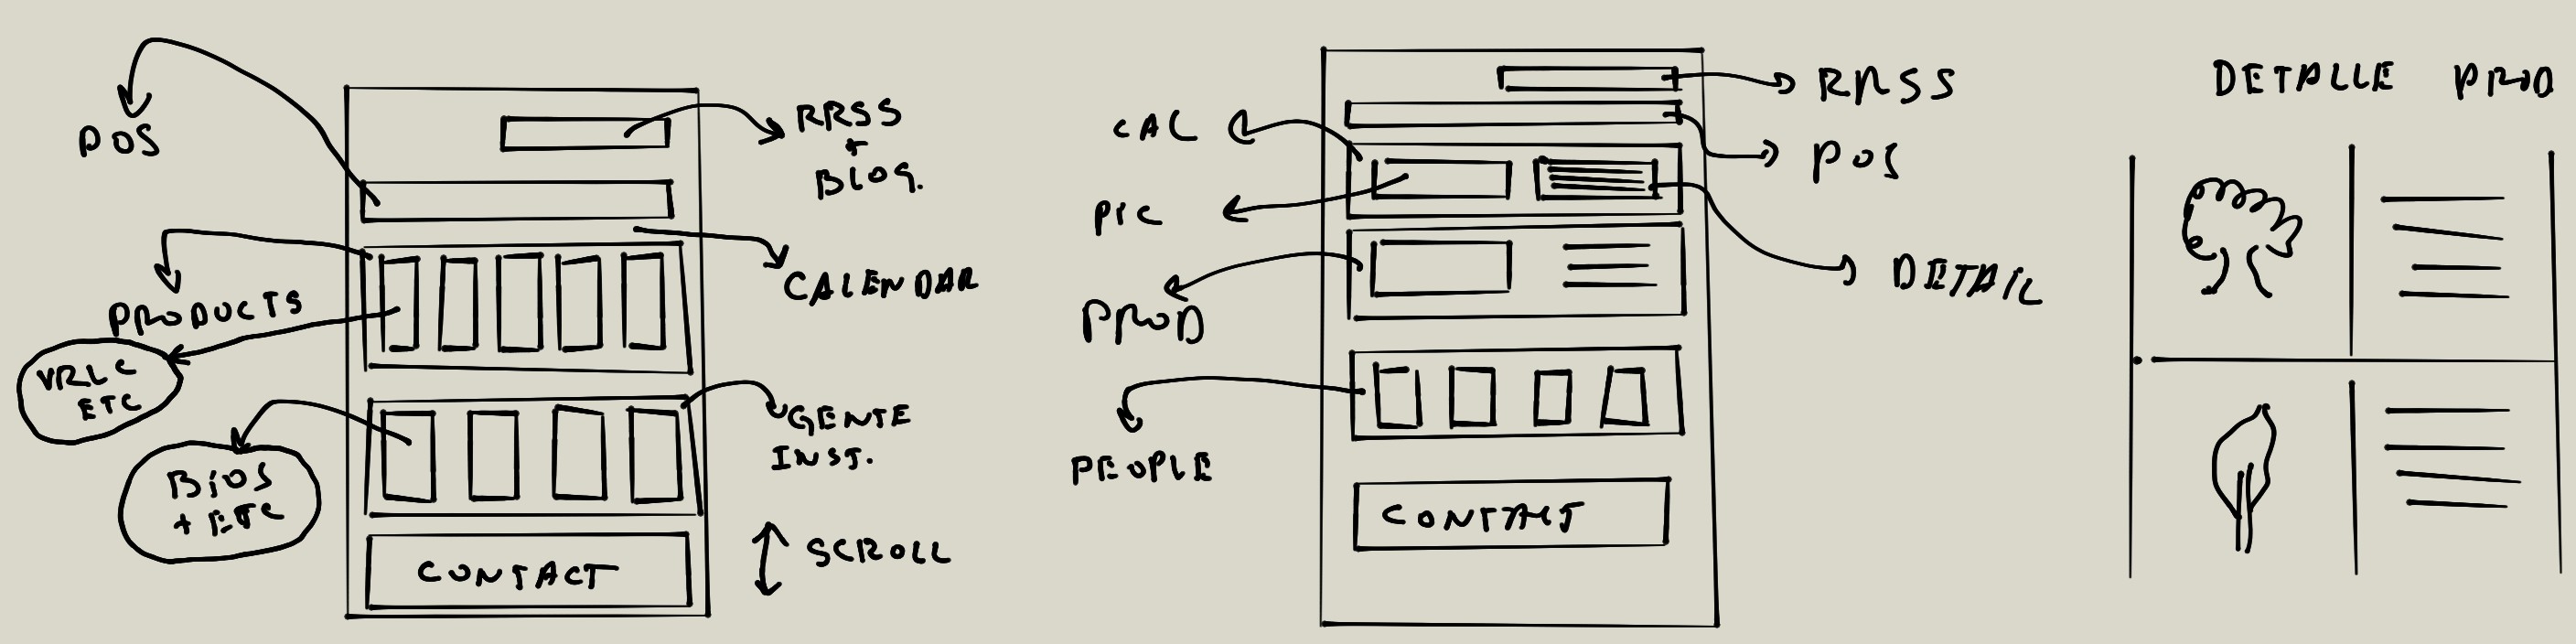 POS
RRSS
+
BLOG.
CALENDAR
PRODUCTS
VRLC
ETC
GENTE
INST.
BIOS
+ ETC
SCROLL
CONTACT
RRSS
CAL
POS
PIC
DETAIL
PROD
PEOPLE
CONTACT
DETALLE PROD